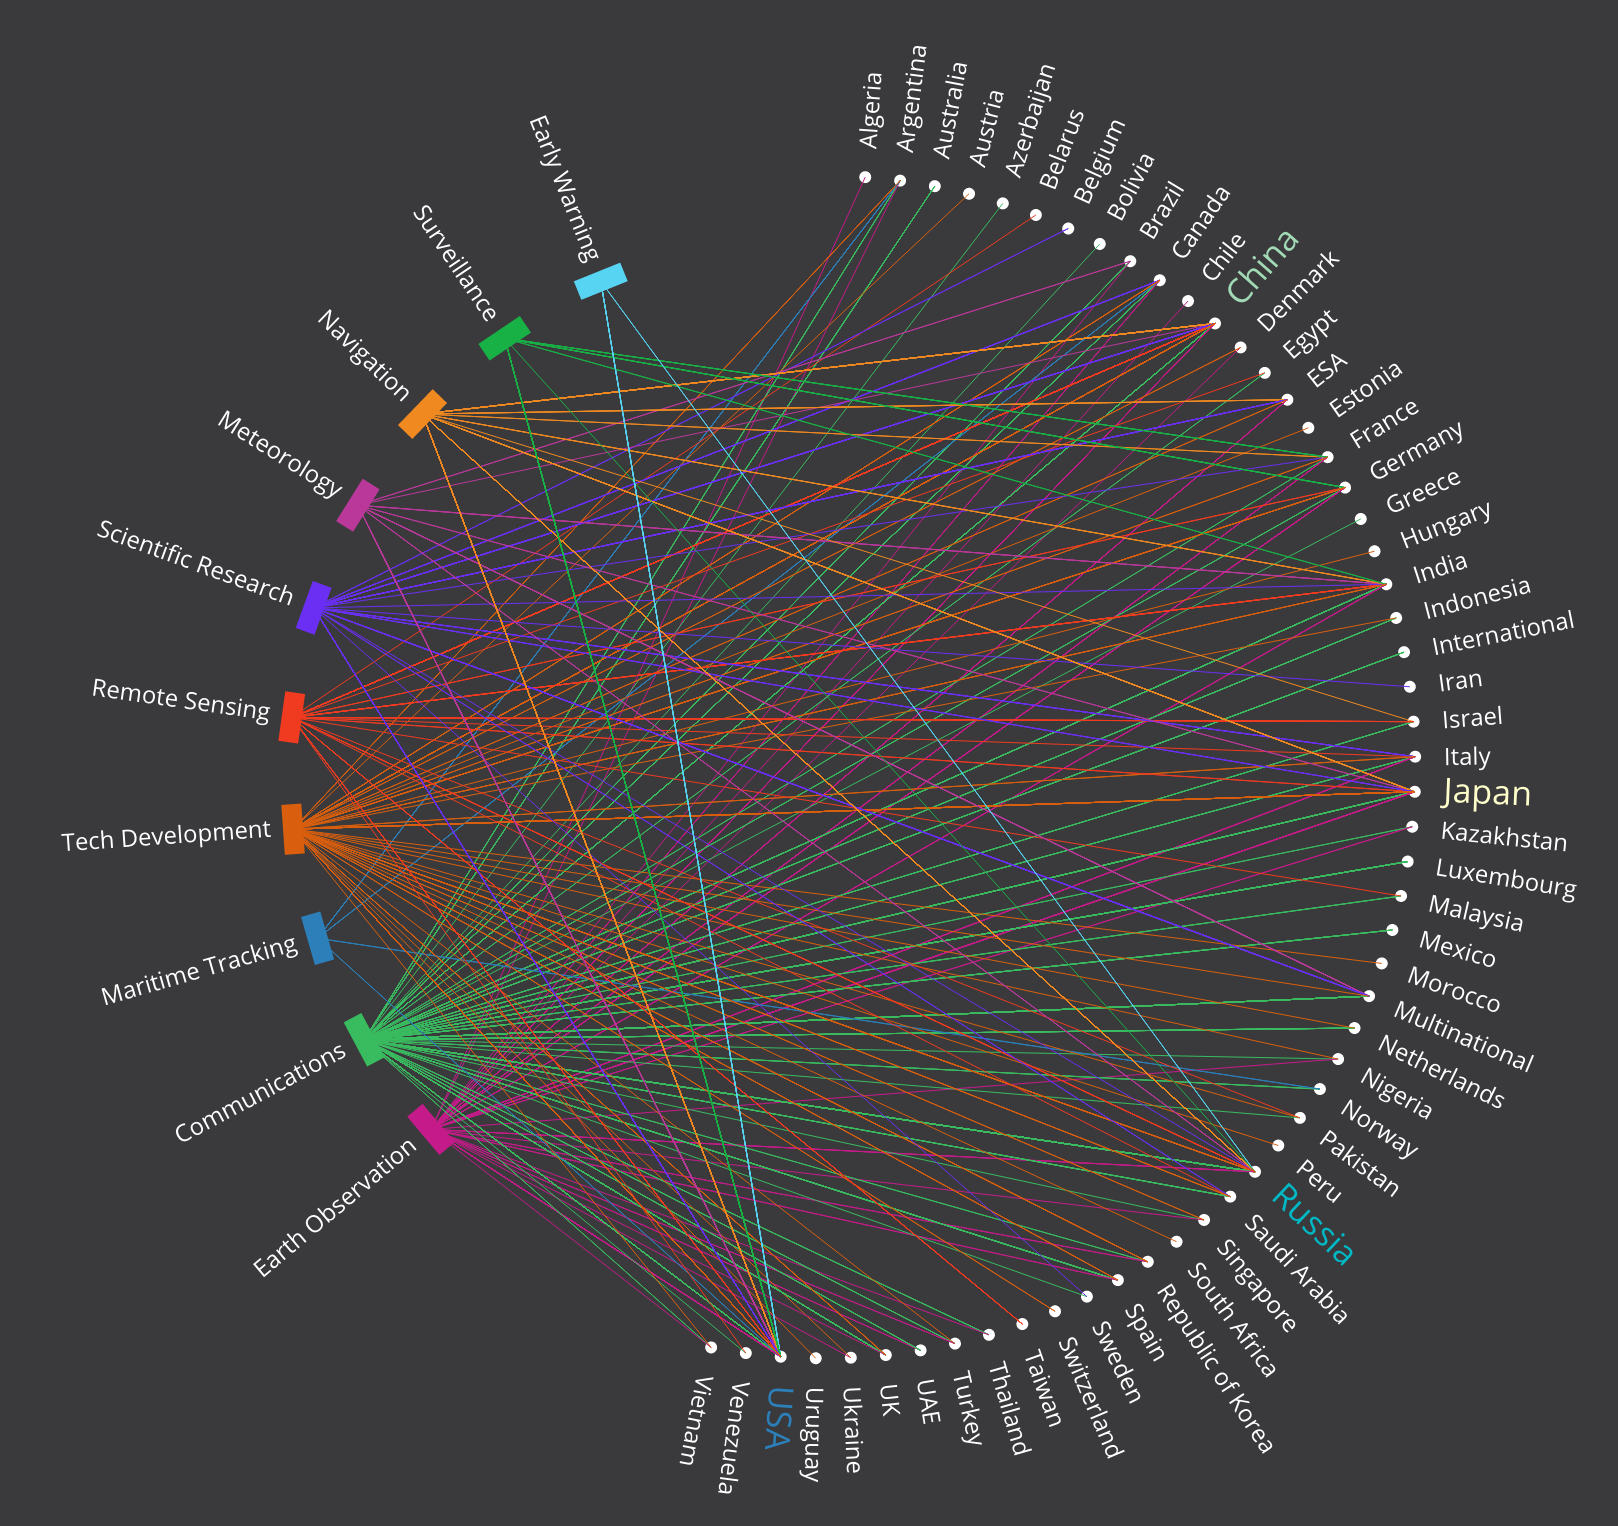 Early Warning
Surveillance
Navigation
Meteorology
Scientific Research
Remote Sensing
Tech Development
Maritime Tracking
Communications
Earth Observation
Algeria
Argentina
Australia
Austria
Azerbaijan
Belarus
Belgium
Bolivia
Brazil
Canada
Chile
China
Denmark
Egypt
ESA
Estonia
France
Germany
Greece
Hungary
India
Indonesia
International
Iran
Israel
Italy
Japan
Kazakhstan
Luxembourg
Malaysia
Mexico
Morocco
Multinational
Netherlands
Nigeria
Norway
Pakistan
Peru
Russia
Saudi Arabia
Singapore
South Africa
Republic of Korea
Spain
Sweden
Switzerland
Taiwan
Thailand
Turkey
UAE
UK
Ukraine
Uruguay
USA
Venezuela
Vietnam